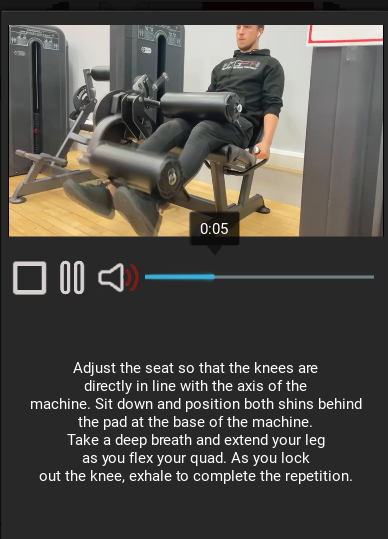 0:05
Adjust the seat so that the knees are
directly in line with the axis of the
machine. Sit down and position both shins behind
the pad at the base of the machine.
Take a deep breath and extend your leg
as you flex your quad. As you lock
out the knee, exhale to complete the repetition.